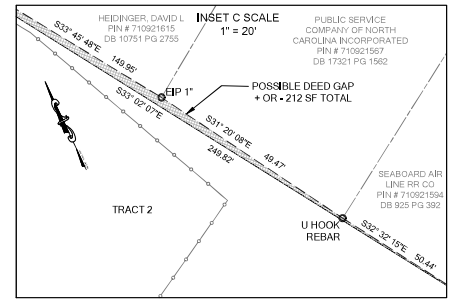 HEIDINGER, DAVID L
PIN # 710921615
DB 10751 PG 2755
INSET C SCALE
1" = 20'
PUBLIC SERVICE
COMPANY OF NORTH
CAROLINA INCORPORATED
PIN # 710921567
DB 17321 PG 1562
S33° 45' 48"E
149.95'
S33° 02' 07"E
EIP 1"
POSSIBLE DEED GAP
+ OR - 212 SF TOTAL
S31° 20' 08"E
49.47'
249.82'
SEABOARD AIR
LINE RR CO
PIN # 710921594
DB 925 PG 392
TRACT 2
U HOOK
REBAR
S32° 32' 15"E
50.44'